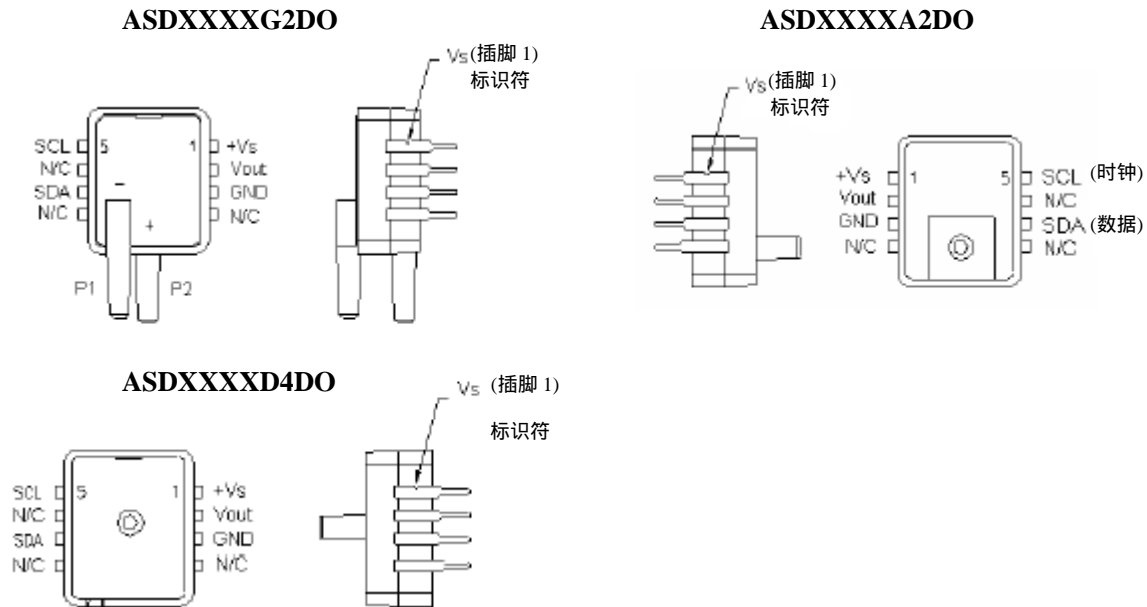 ASDXXXXG2DO
Vs (插脚 1)
标识符
SCL 5 1 +Vs
N/C Vout
SDA - GND
N/C + N/C
P1 P2
ASDXXXXA2DO
Vs (插脚 1)
标识符
+Vs 1 5 SCL (时钟)
Vout N/C
GND SDA (数据)
N/C N/C
ASDXXXXD4DO
Vs (插脚 1)
标识符
SCL 5 1 +Vs
N/C Vout
SDA GND
N/C N/C